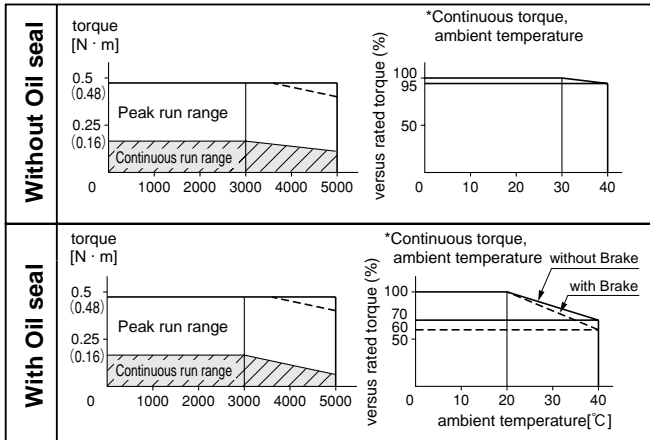 Without Oil seal
torque
[N · m]
0.5
(0.48)
0.25
(0.16)
0
Peak run range
Continuous run range
1000 2000 3000 4000 5000
*Continuous torque,
ambient temperature
versus rated torque (%)
100
95
50
0
10 20 30 40
With Oil seal
torque
[N · m]
0.5
(0.48)
0.25
(0.16)
0
Peak run range
Continuous run range
1000 2000 3000 4000 5000
*Continuous torque,
ambient temperature
without Brake
with Brake
versus rated torque (%)
100
70
60
50
0 10 20 30 40
ambient temperature[℃]